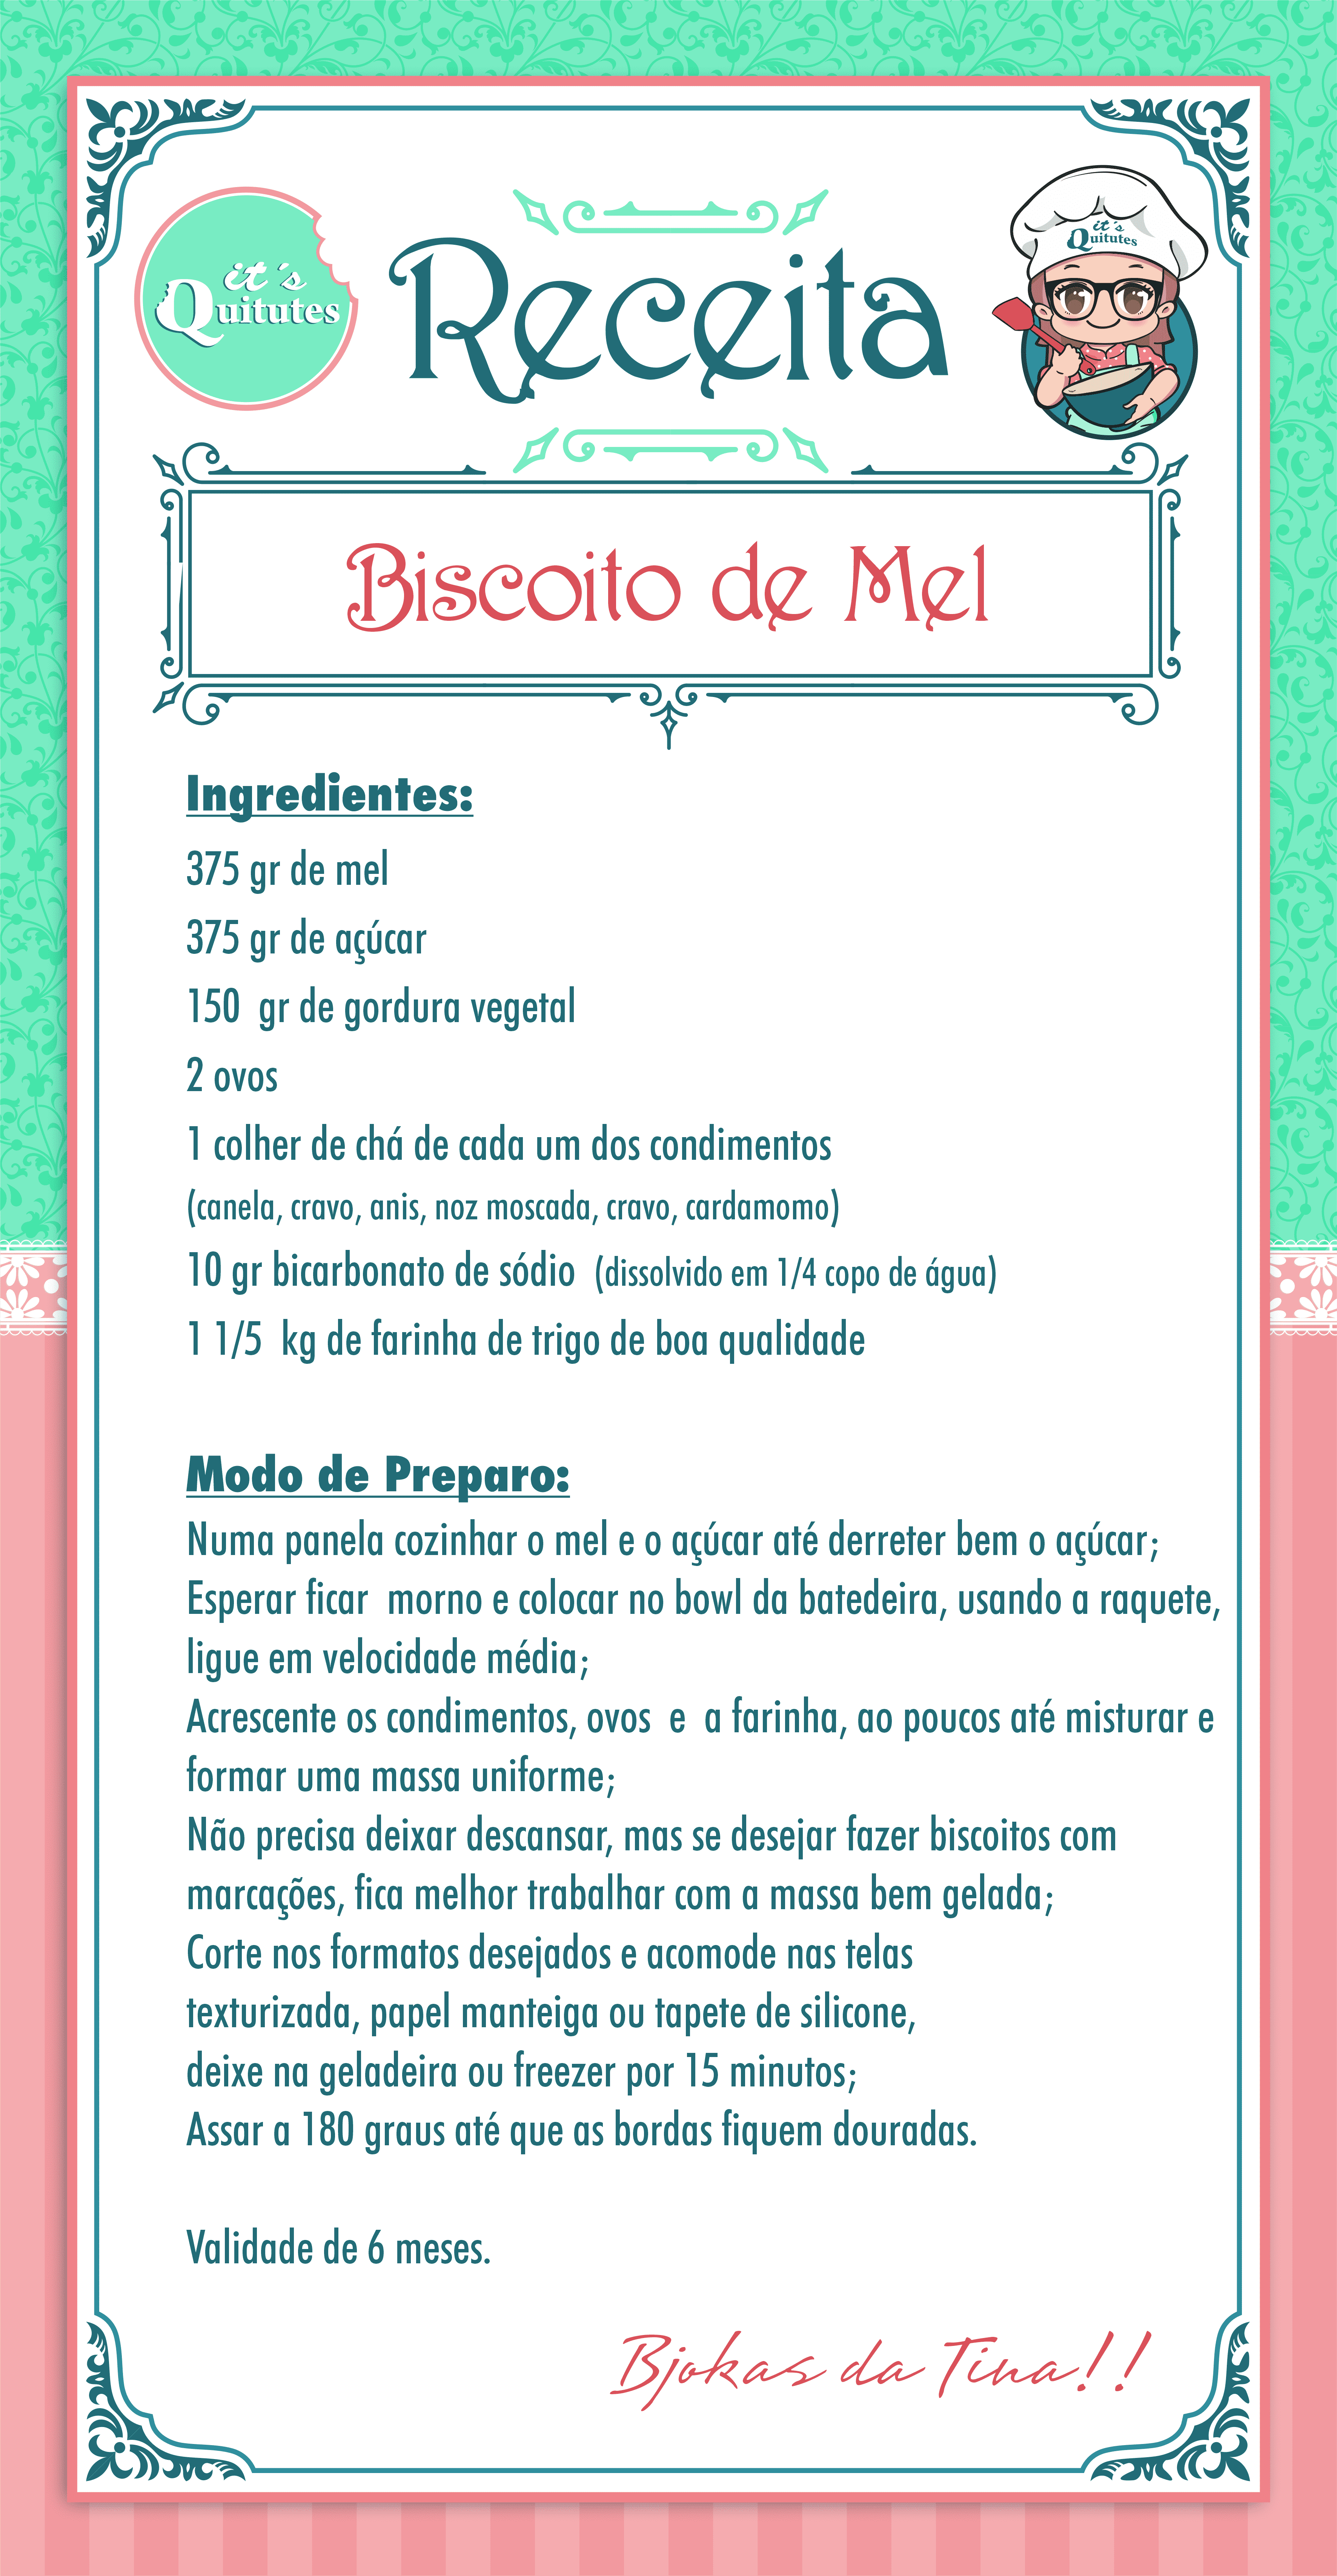 it´s
Quitutes
Receita
it´s
Quitutes
Biscoito de Mel
Ingredientes:
375 gr de mel
375 gr de açúcar
150 gr de gordura vegetal
2 ovos
1 colher de chá de cada um dos condimentos
(canela, cravo, anis, noz moscada, cravo, cardamomo)
10 gr bicarbonato de sódio (dissolvido em 1/4 copo de água)
1 1/5 kg de farinha de trigo de boa qualidade
Modo de Preparo:
Numa panela cozinhar o mel e o açúcar até derreter bem o açúcar;
Esperar ficar morno e colocar no bowl da batedeira, usando a raquete,
ligue em velocidade média;
Acrescente os condimentos, ovos e a farinha, ao poucos até misturar e
formar uma massa uniforme;
Não precisa deixar descansar, mas se desejar fazer biscoitos com
marcações, fica melhor trabalhar com a massa bem gelada;
Corte nos formatos desejados e acomode nas telas
texturizada, papel manteiga ou tapete de silicone,
deixe na geladeira ou freezer por 15 minutos;
Assar a 180 graus até que as bordas fiquem douradas.
Validade de 6 meses.
Bjokas da Tina!!